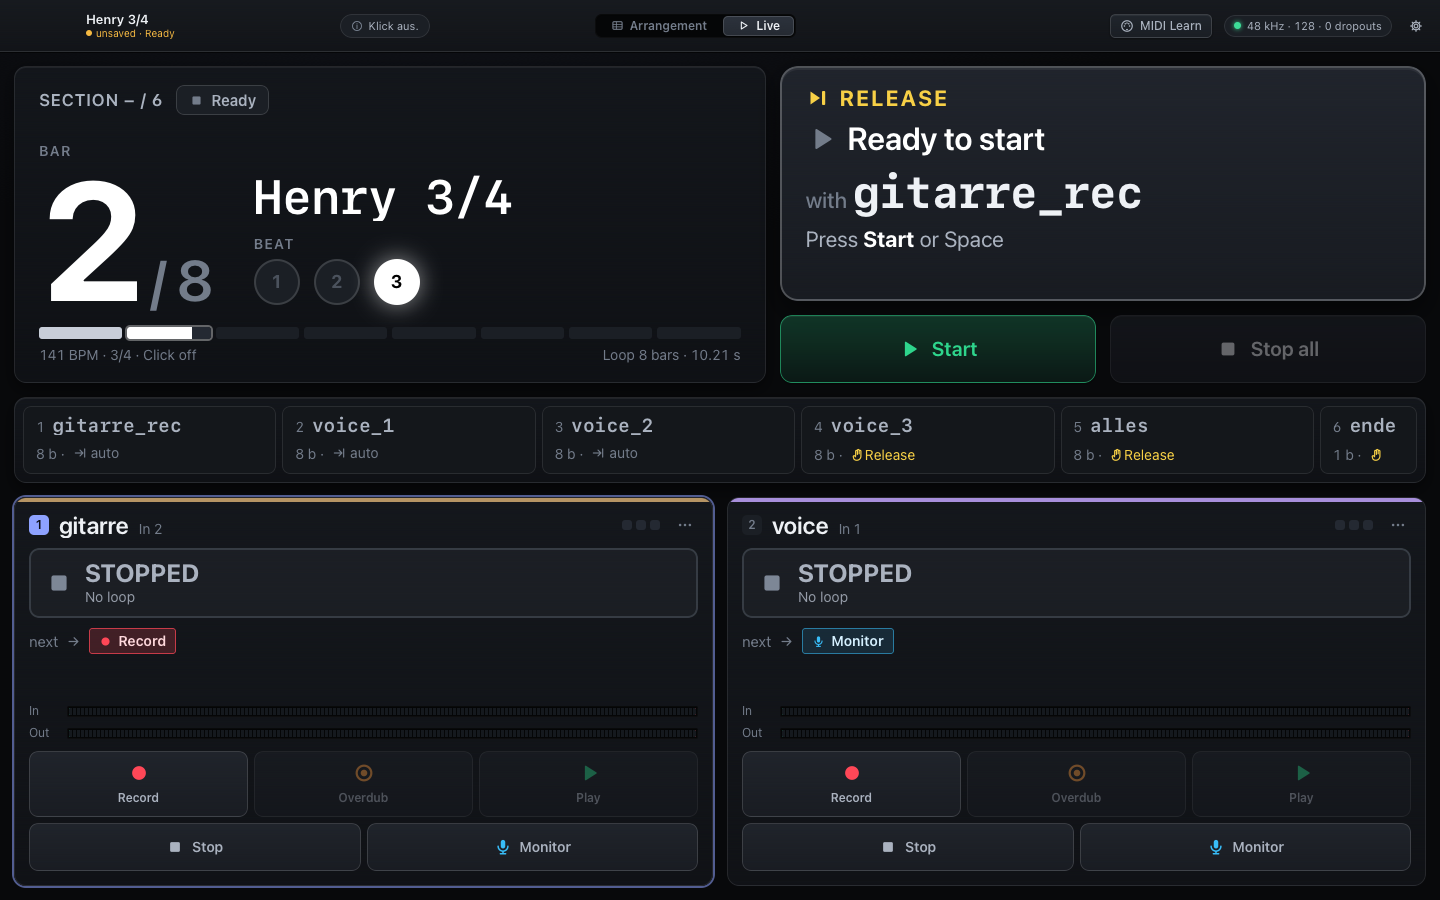 Henry 3/4
unsaved · Ready
Klick aus.
Arrangement
Live
MIDI Learn
48 kHz · 128 · 0 dropouts
SECTION – / 6
Ready
BAR
2 / 8
Henry 3/4
BEAT
1 2 3
141 BPM · 3/4 · Click off
Loop 8 bars · 10.21 s
RELEASE
Ready to start
with gitarre_rec
Press Start or Space
Start
Stop all
1 gitarre_rec
8 b · auto
2 voice_1
8 b · auto
3 voice_2
8 b · auto
4 voice_3
8 b · Release
5 alles
8 b · Release
6 ende
1 b ·
1 gitarre In 2
STOPPED
No loop
next → Record
In
Out
Record
Overdub
Play
Stop
Monitor
2 voice In 1
STOPPED
No loop
next → Monitor
In
Out
Record
Overdub
Play
Stop
Monitor